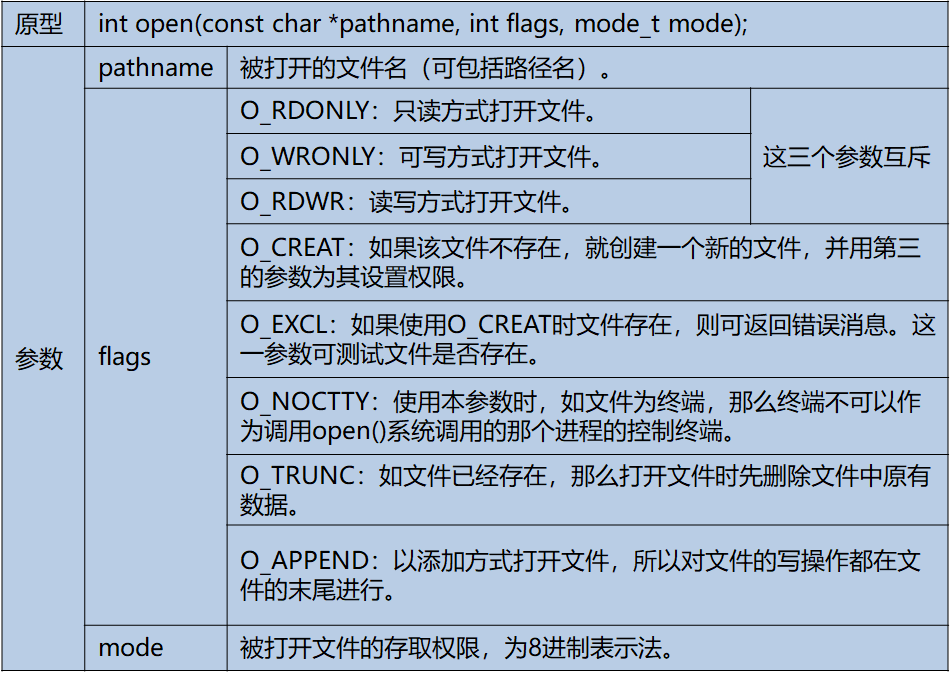 原型
int open(const char *pathname, int flags, mode_t mode);
参数
pathname
被打开的文件名（可包括路径名）。
flags
O_RDONLY：只读方式打开文件。
O_WRONLY：可写方式打开文件。
O_RDWR：读写方式打开文件。
这三个参数互斥
O_CREAT：如果该文件不存在，就创建一个新的文件，并用第三
的参数为其设置权限。
O_EXCL：如果使用O_CREAT时文件存在，则可返回错误消息。这
一参数可测试文件是否存在。
O_NOCTTY：使用本参数时，如文件为终端，那么终端不可以作
为调用open()系统调用的那个进程的控制终端。
O_TRUNC：如文件已经存在，那么打开文件时先删除文件中原有
数据。
O_APPEND：以添加方式打开文件，所以对文件的写操作都在文
件的末尾进行。
mode
被打开文件的存取权限，为8进制表示法。